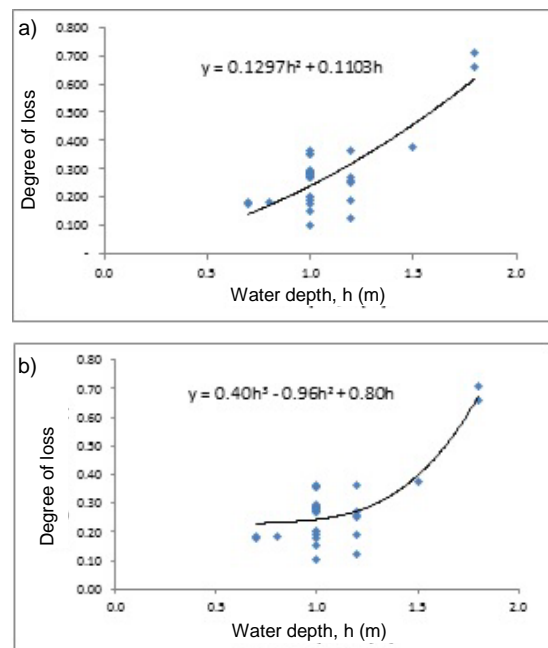 a)
0.800
0.700
0.600
0.500
0.400
0.300
0.200
0.100
-
Degree of loss
y = 0.1297h² + 0.1103h
0.0 0.5 1.0 1.5 2.0
Water depth, h (m)
b)
0.80
0.70
0.60
0.50
0.40
0.30
0.20
0.10
0.00
Degree of loss
y = 0.40h³ - 0.96h² + 0.80h
0.0 0.5 1.0 1.5 2.0
Water depth, h (m)